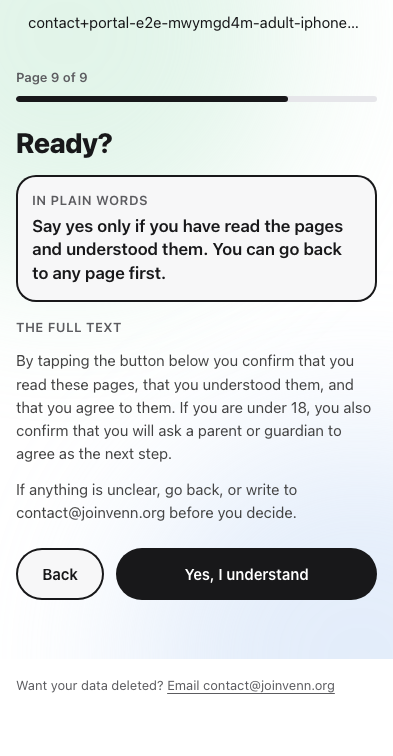 contact+portal-e2e-mwymgd4m-adult-iphone...
Page 9 of 9
Ready?
IN PLAIN WORDS
Say yes only if you have read the pages
and understood them. You can go back
to any page first.
THE FULL TEXT
By tapping the button below you confirm that you
read these pages, that you understood them, and
that you agree to them. If you are under 18, you also
confirm that you will ask a parent or guardian to
agree as the next step.
If anything is unclear, go back, or write to
contact@joinvenn.org before you decide.
Back
Yes, I understand
Want your data deleted? Email contact@joinvenn.org